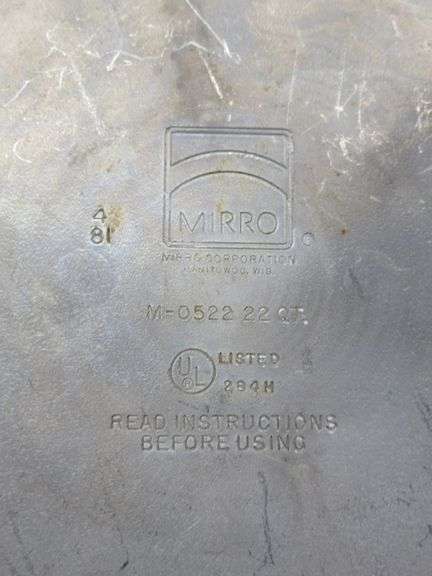 MIRRO
4
81
C
MIRRO CORPORATION
MANITOWOC, WIS.
M-0522 22 QT.
UL
®
LISTED
284H
READ INSTRUCTIONS
BEFORE USING